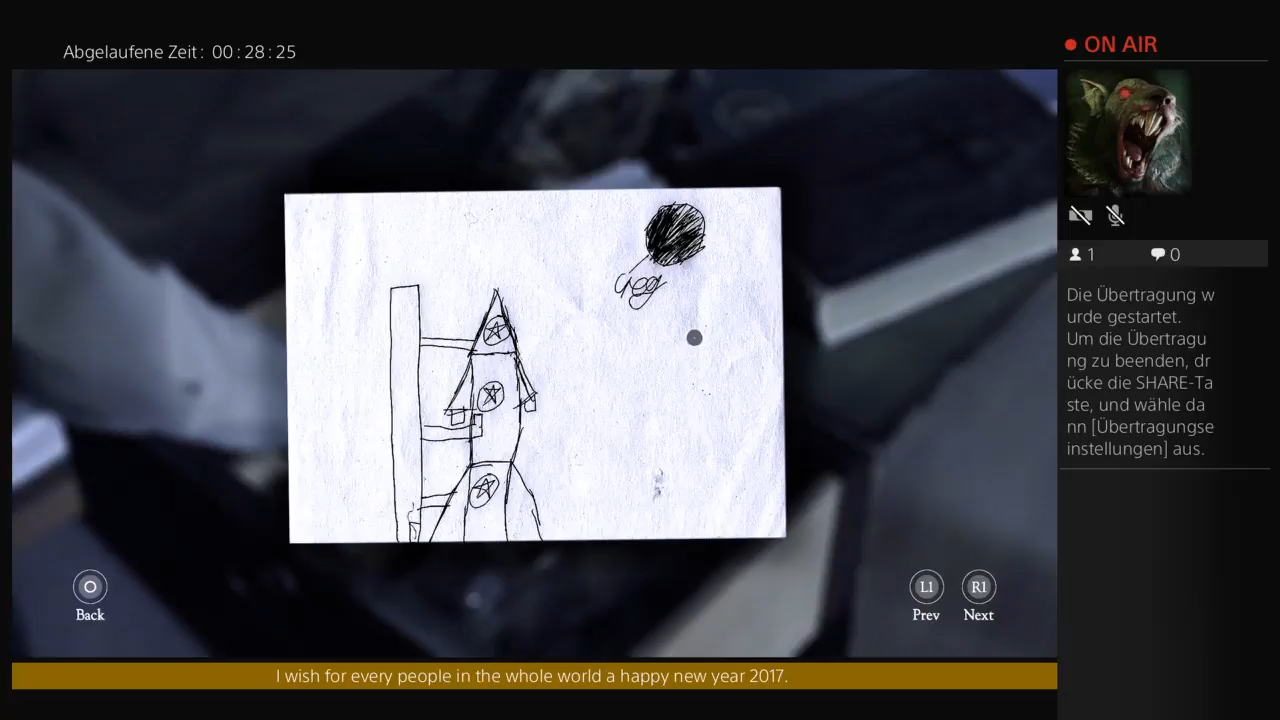 Abgelaufene Zeit: 00:28:25
ON AIR
1
0
Die Übertragung w
urde gestartet.
Um die Übertragu
ng zu beenden, dr
ücke die SHARE-Ta
ste, und wähle da
nn [Übertragungse
instellungen] aus.
Greg
Back
L1
Prev
R1
Next
I wish for every people in the whole world a happy new year 2017.